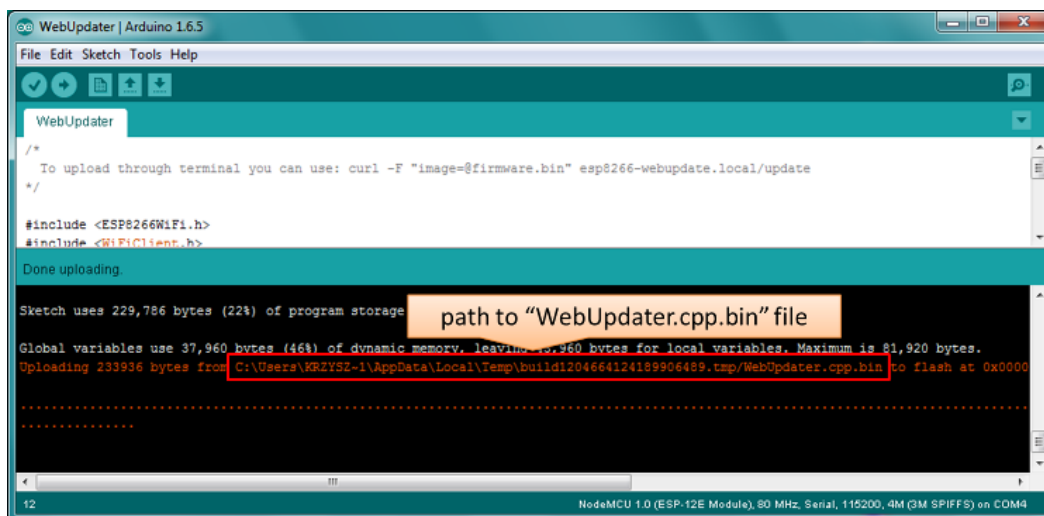 WebUpdater | Arduino 1.6.5
File Edit Sketch Tools Help
WebUpdater
/*
To upload through terminal you can use: curl -F "image=@firmware.bin" esp8266-webupdate.local/update
*/
#include <ESP8266WiFi.h>
#include <WiFiClient.h>
Done uploading.
Sketch uses 229,786 bytes (22%) of program storage
path to “WebUpdater.cpp.bin” file
Global variables use 37,960 bytes (46%) of dynamic memory, leaving 43,960 bytes for local variables. Maximum is 81,920 bytes.
Uploading 233936 bytes from C:\Users\KRZYSZ~1\AppData\Local\Temp\build1204664124189906489.tmp/WebUpdater.cpp.bin to flash at 0x0000
12
NodeMCU 1.0 (ESP-12E Module), 80 MHz, Serial, 115200, 4M (3M SPIFFS) on COM4